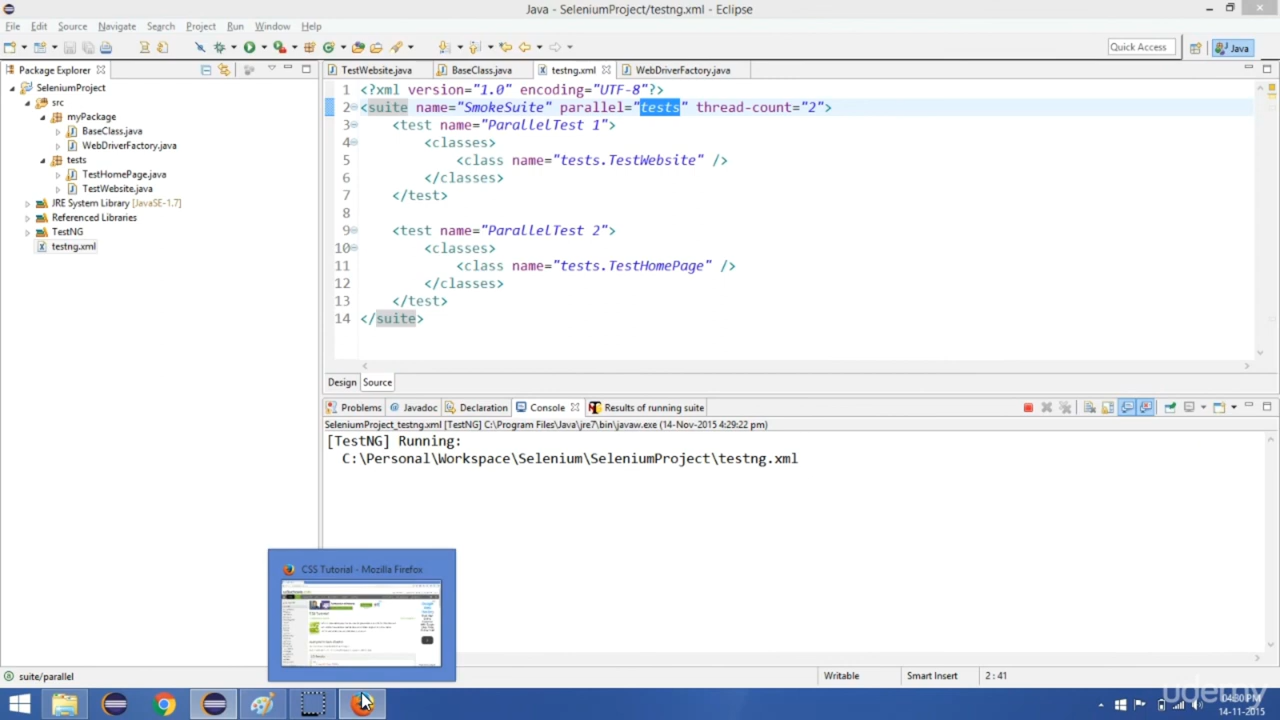 Java - SeleniumProject/testng.xml - Eclipse
File Edit Source Navigate Search Project Run Window Help
Quick Access Java
Package Explorer
SeleniumProject
src
myPackage
BaseClass.java
WebDriverFactory.java
tests
TestHomePage.java
TestWebsite.java
JRE System Library [JavaSE-1.7]
Referenced Libraries
TestNG
testng.xml
TestWebsite.java BaseClass.java testng.xml WebDriverFactory.java
1 <?xml version="1.0" encoding="UTF-8"?>
2 <suite name="SmokeSuite" parallel="tests" thread-count="2">
3 <test name="ParallelTest 1">
4 <classes>
5 <class name="tests.TestWebsite" />
6 </classes>
7 </test>
8
9 <test name="ParallelTest 2">
10 <classes>
11 <class name="tests.TestHomePage" />
12 </classes>
13 </test>
14 </suite>
Design Source
Problems @ Javadoc Declaration Console Results of running suite
SeleniumProject_testng.xml [TestNG] C:\Program Files\Java\jre7\bin\javaw.exe (14-Nov-2015 4:29:22 pm)
[TestNG] Running:
C:\Personal\Workspace\Selenium\SeleniumProject\testng.xml
CSS Tutorial - Mozilla Firefox
suite/parallel Writable Smart Insert 2 : 41
udemy
04:30 PM
14-11-2015